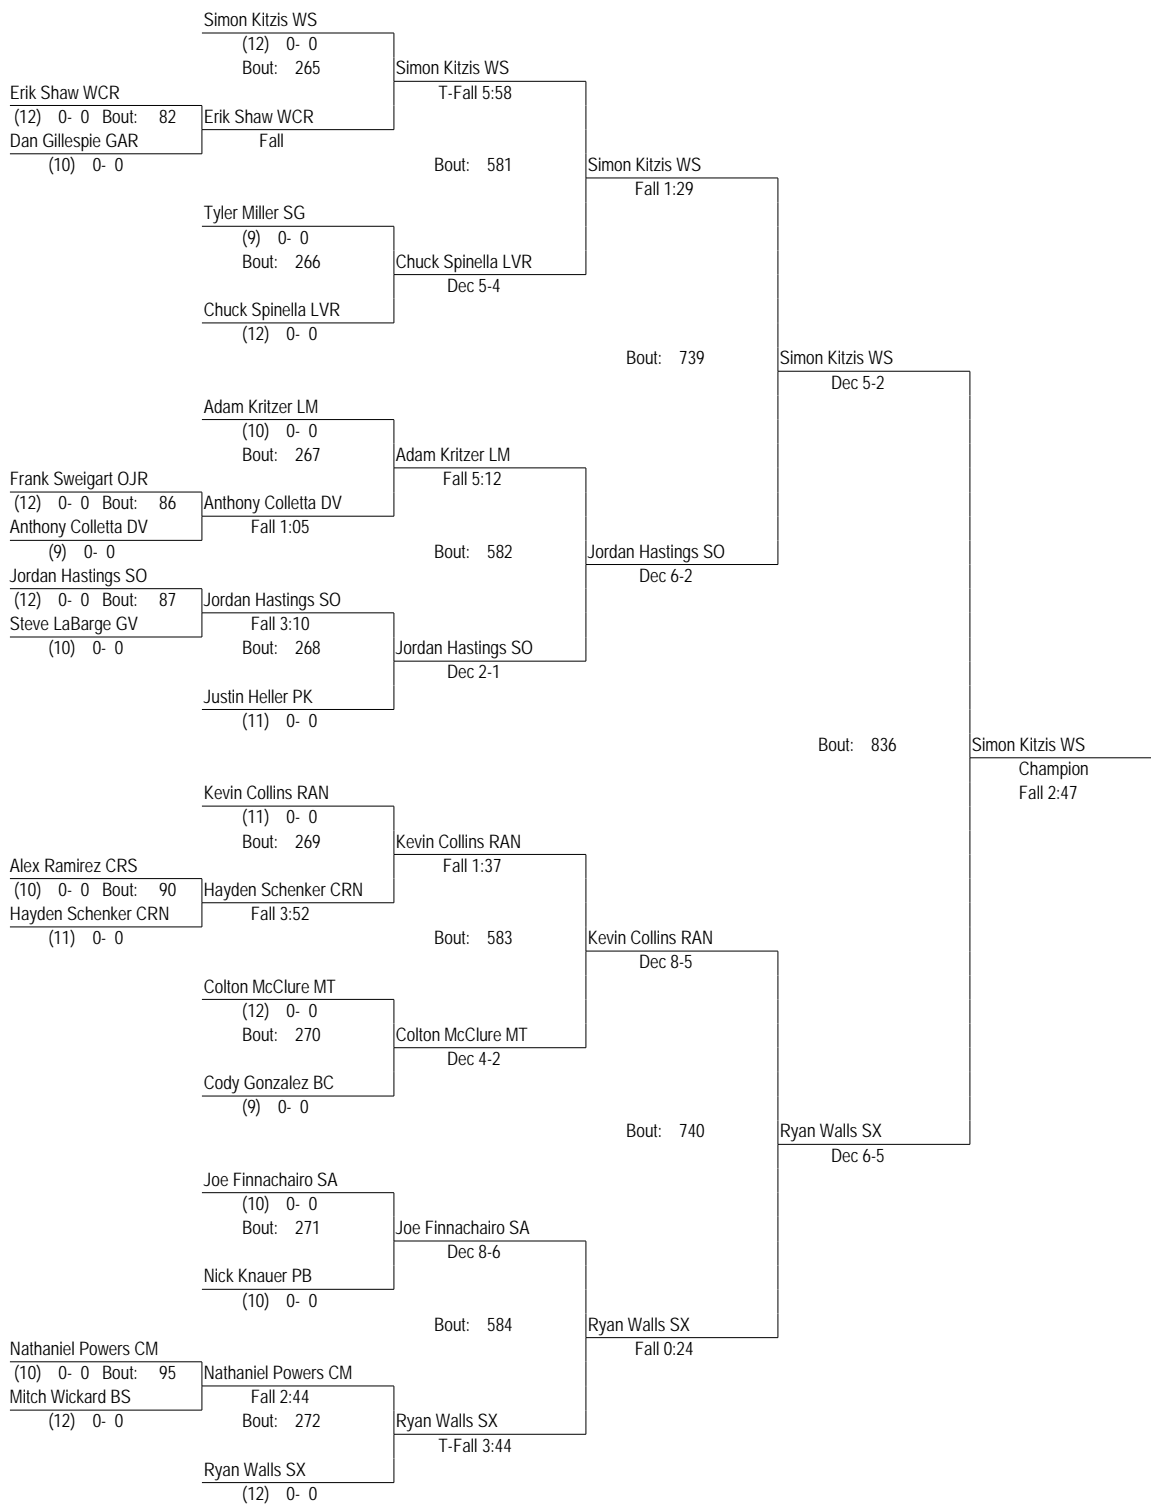 Simon Kitzis WS
(12) 0- 0
Bout: 265
Simon Kitzis WS
T-Fall 5:58
Erik Shaw WCR
(12) 0- 0 Bout: 82
Erik Shaw WCR
Dan Gillespie GAR
Fall
(10) 0- 0
Bout: 581
Simon Kitzis WS
Fall 1:29
Tyler Miller SG
(9) 0- 0
Bout: 266
Chuck Spinella LVR
Dec 5-4
Chuck Spinella LVR
(12) 0- 0
Bout: 739
Simon Kitzis WS
Dec 5-2
Adam Kritzer LM
(10) 0- 0
Bout: 267
Adam Kritzer LM
Fall 5:12
Frank Sweigart OJR
(12) 0- 0 Bout: 86
Anthony Colletta DV
Anthony Colletta DV
Fall 1:05
(9) 0- 0
Bout: 582
Jordan Hastings SO
Dec 6-2
Jordan Hastings SO
(12) 0- 0 Bout: 87
Jordan Hastings SO
Steve LaBarge GV
Fall 3:10
(10) 0- 0
Bout: 268
Jordan Hastings SO
Dec 2-1
Justin Heller PK
(11) 0- 0
Bout: 836
Simon Kitzis WS
Champion
Fall 2:47
Kevin Collins RAN
(11) 0- 0
Bout: 269
Kevin Collins RAN
Fall 1:37
Alex Ramirez CRS
(10) 0- 0 Bout: 90
Hayden Schenker CRN
Hayden Schenker CRN
Fall 3:52
(11) 0- 0
Bout: 583
Kevin Collins RAN
Dec 8-5
Colton McClure MT
(12) 0- 0
Bout: 270
Colton McClure MT
Dec 4-2
Cody Gonzalez BC
(9) 0- 0
Bout: 740
Ryan Walls SX
Dec 6-5
Joe Finnachairo SA
(10) 0- 0
Bout: 271
Joe Finnachairo SA
Dec 8-6
Nick Knauer PB
(10) 0- 0
Bout: 584
Ryan Walls SX
Fall 0:24
Nathaniel Powers CM
(10) 0- 0 Bout: 95
Nathaniel Powers CM
Mitch Wickard BS
Fall 2:44
(12) 0- 0
Bout: 272
Ryan Walls SX
T-Fall 3:44
Ryan Walls SX
(12) 0- 0